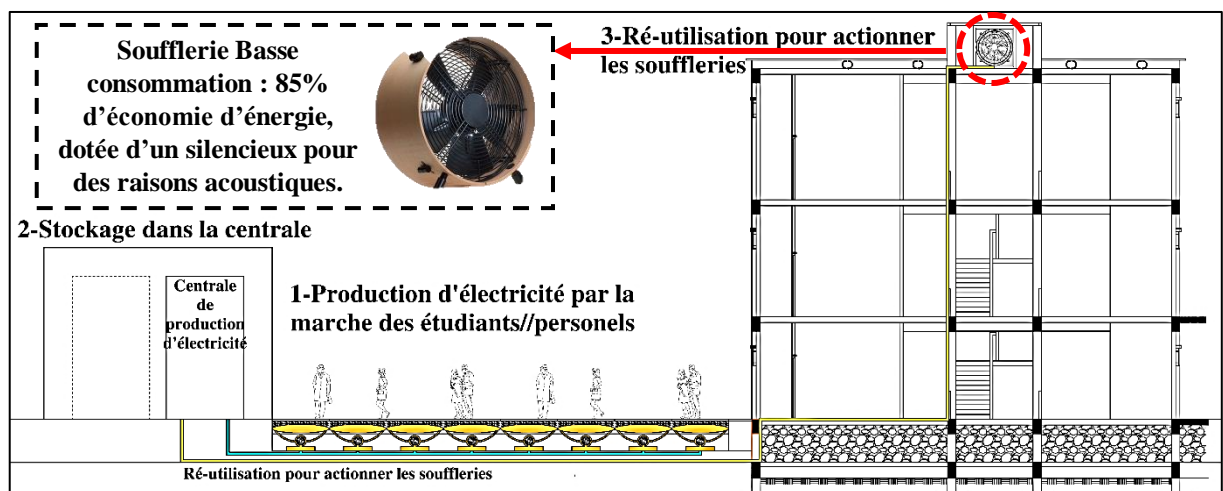 Soufflerie Basse
consommation : 85%
d'économie d'énergie,
dotée d'un silencieux pour
des raisons acoustiques.
3-Ré-utilisation pour actionner
les souffleries
2-Stockage dans la centrale
Centrale
de
production
d'électricité
1-Production d'électricité par la
marche des étudiants//personels
Ré-utilisation pour actionner les souffleries